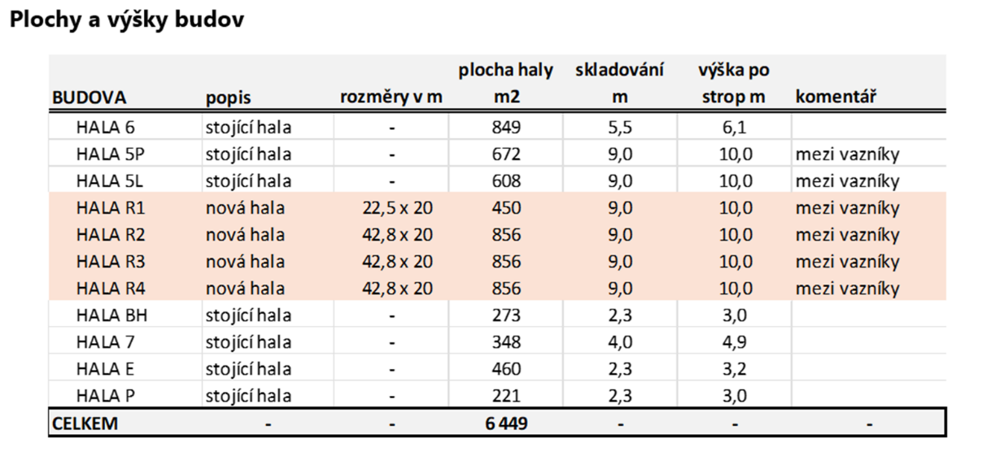 Plochy a výšky budov
plocha haly skladování výška po
BUDOVA popis rozměry v m m2 m strop m komentář
HALA 6 stojící hala - 849 5,5 6,1
HALA 5P stojící hala - 672 9,0 10,0 mezi vazníky
HALA 5L stojící hala - 608 9,0 10,0 mezi vazníky
HALA R1 nová hala 22,5 x 20 450 9,0 10,0 mezi vazníky
HALA R2 nová hala 42,8 x 20 856 9,0 10,0 mezi vazníky
HALA R3 nová hala 42,8 x 20 856 9,0 10,0 mezi vazníky
HALA R4 nová hala 42,8 x 20 856 9,0 10,0 mezi vazníky
HALA BH stojící hala - 273 2,3 3,0
HALA 7 stojící hala - 348 4,0 4,9
HALA E stojící hala - 460 2,3 3,2
HALA P stojící hala - 221 2,3 3,0
CELKEM - - 6 449 - - -